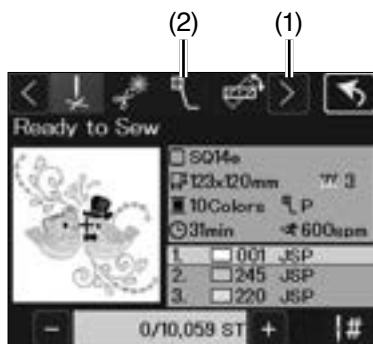 (2) (1)
Ready to Sew
SQ14e
123x120mm 3
10Colors P
31min 600spm
1. 001 JSP
2. 245 JSP
3. 220 JSP
− 0/10,059 ST + #